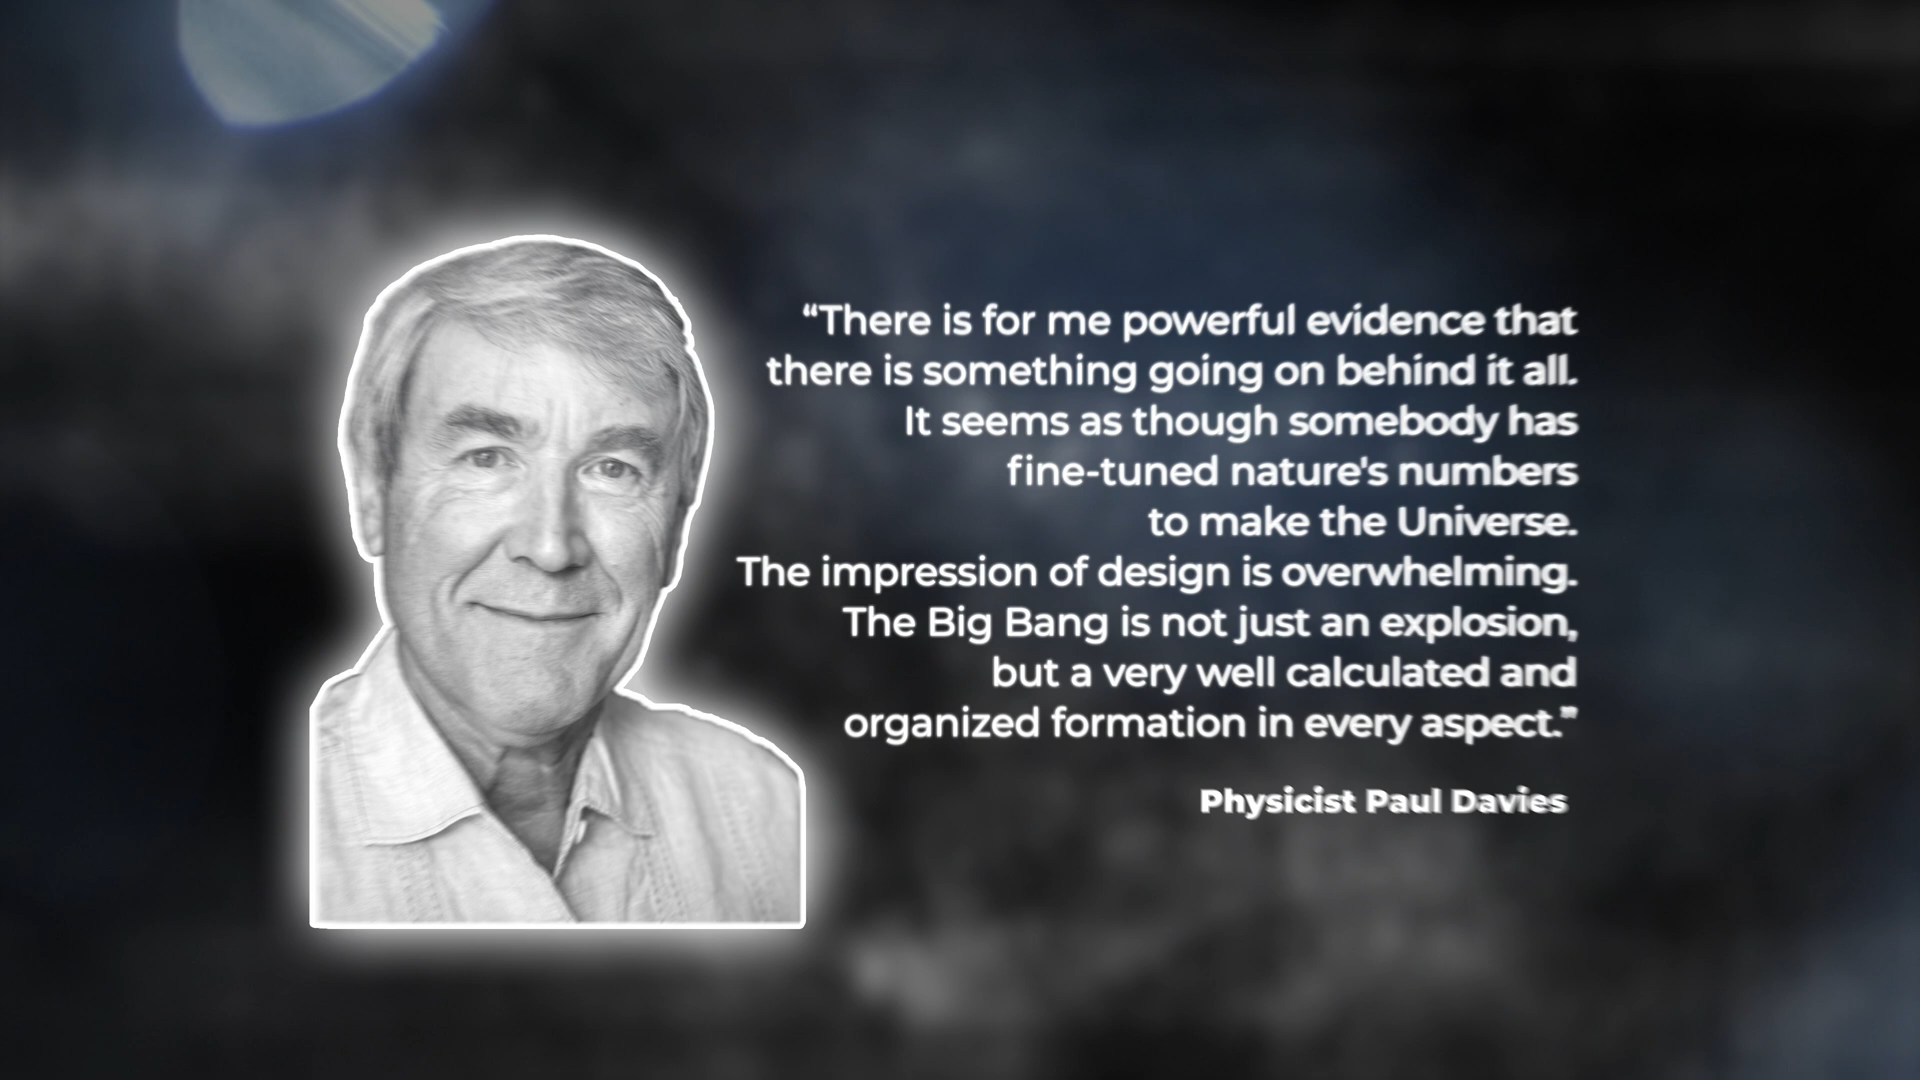 “There is for me powerful evidence that
there is something going on behind it all.
It seems as though somebody has
fine-tuned nature's numbers
to make the Universe.
The impression of design is overwhelming.
The Big Bang is not just an explosion,
but a very well calculated and
organized formation in every aspect.”
Physicist Paul Davies